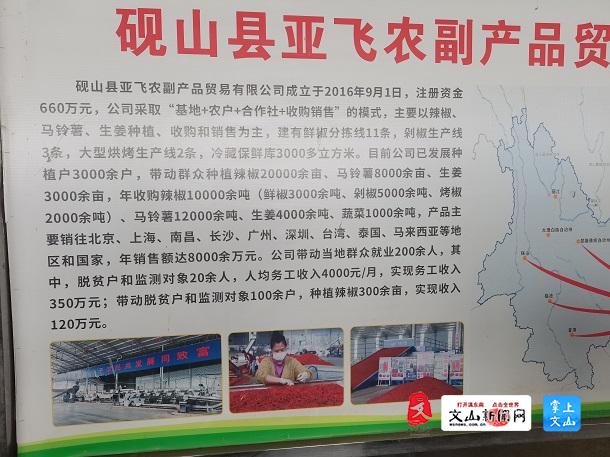 砚山县亚飞农副产品贸
砚山县亚飞农副产品贸易有限公司成立于2016年9月1日，注册资金
660万元，公司采取“基地+农户+合作社+收购销售”的模式，主要以辣椒、
马铃薯、生姜种植、收购和销售为主，建有鲜椒分拣线11条，剁椒生产线
3条，大型烘烤生产线2条，冷藏保鲜库3000多立方米。目前公司已发展种
植户3000余户，带动群众种植辣椒20000余亩、马铃薯8000余亩、生姜
3000余亩，年收购辣椒10000余吨（鲜椒3000余吨、剁椒5000余吨、烤椒
2000余吨）、马铃薯12000余吨、生姜4000余吨、蔬菜1000余吨，产品主
要销往北京、上海、南昌、长沙、广州、深圳、台湾、泰国、马来西亚等地
区和国家，年销售额达8000余万元。公司带动当地群众就业200余人，其
中，脱贫户和监测对象20余人，人均务工收入4000元/月，实现务工收入
350万元；带动脱贫户和监测对象100余户，种植辣椒300余亩，实现收入
120万元。
发展同致富
打开滇东南 点击全世界
文山新闻网
掌上
文山